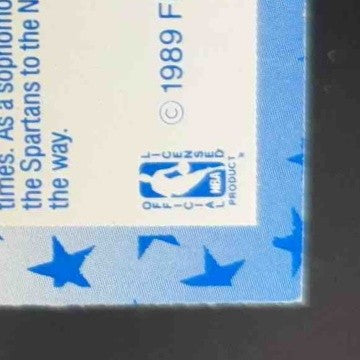 times. As a sophomo
the Spartans to the N
the way.
© 1989 F
OFFICIAL LICENSED
NBA
PRODUCT